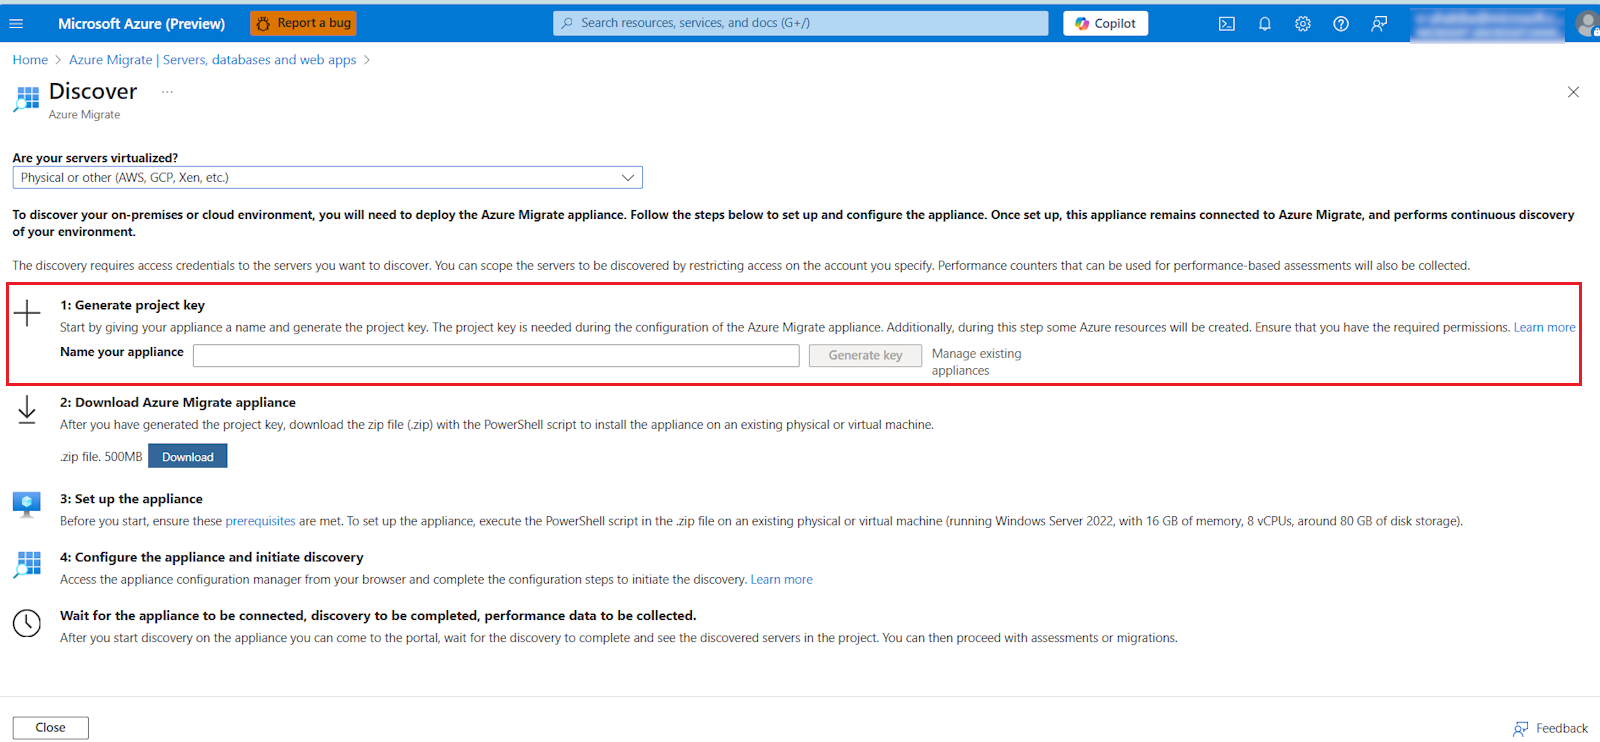 Microsoft Azure (Preview)
Report a bug
Search resources, services, and docs (G+/)
Copilot
Home > Azure Migrate | Servers, databases and web apps >
Discover ...
Azure Migrate
Are your servers virtualized?
Physical or other (AWS, GCP, Xen, etc.)
To discover your on-premises or cloud environment, you will need to deploy the Azure Migrate appliance. Follow the steps below to set up and configure the appliance. Once set up, this appliance remains connected to Azure Migrate, and performs continuous discovery
of your environment.
The discovery requires access credentials to the servers you want to discover. You can scope the servers to be discovered by restricting access on the account you specify. Performance counters that can be used for performance-based assessments will also be collected.
1: Generate project key
Start by giving your appliance a name and generate the project key. The project key is needed during the configuration of the Azure Migrate appliance. Additionally, during this step some Azure resources will be created. Ensure that you have the required permissions. Learn more
Name your appliance
Generate key
Manage existing
appliances
2: Download Azure Migrate appliance
After you have generated the project key, download the zip file (.zip) with the PowerShell script to install the appliance on an existing physical or virtual machine.
.zip file. 500MB
Download
3: Set up the appliance
Before you start, ensure these prerequisites are met. To set up the appliance, execute the PowerShell script in the .zip file on an existing physical or virtual machine (running Windows Server 2022, with 16 GB of memory, 8 vCPUs, around 80 GB of disk storage).
4: Configure the appliance and initiate discovery
Access the appliance configuration manager from your browser and complete the configuration steps to initiate the discovery. Learn more
Wait for the appliance to be connected, discovery to be completed, performance data to be collected.
After you start discovery on the appliance you can come to the portal, wait for the discovery to complete and see the discovered servers in the project. You can then proceed with assessments or migrations.
Close
Feedback